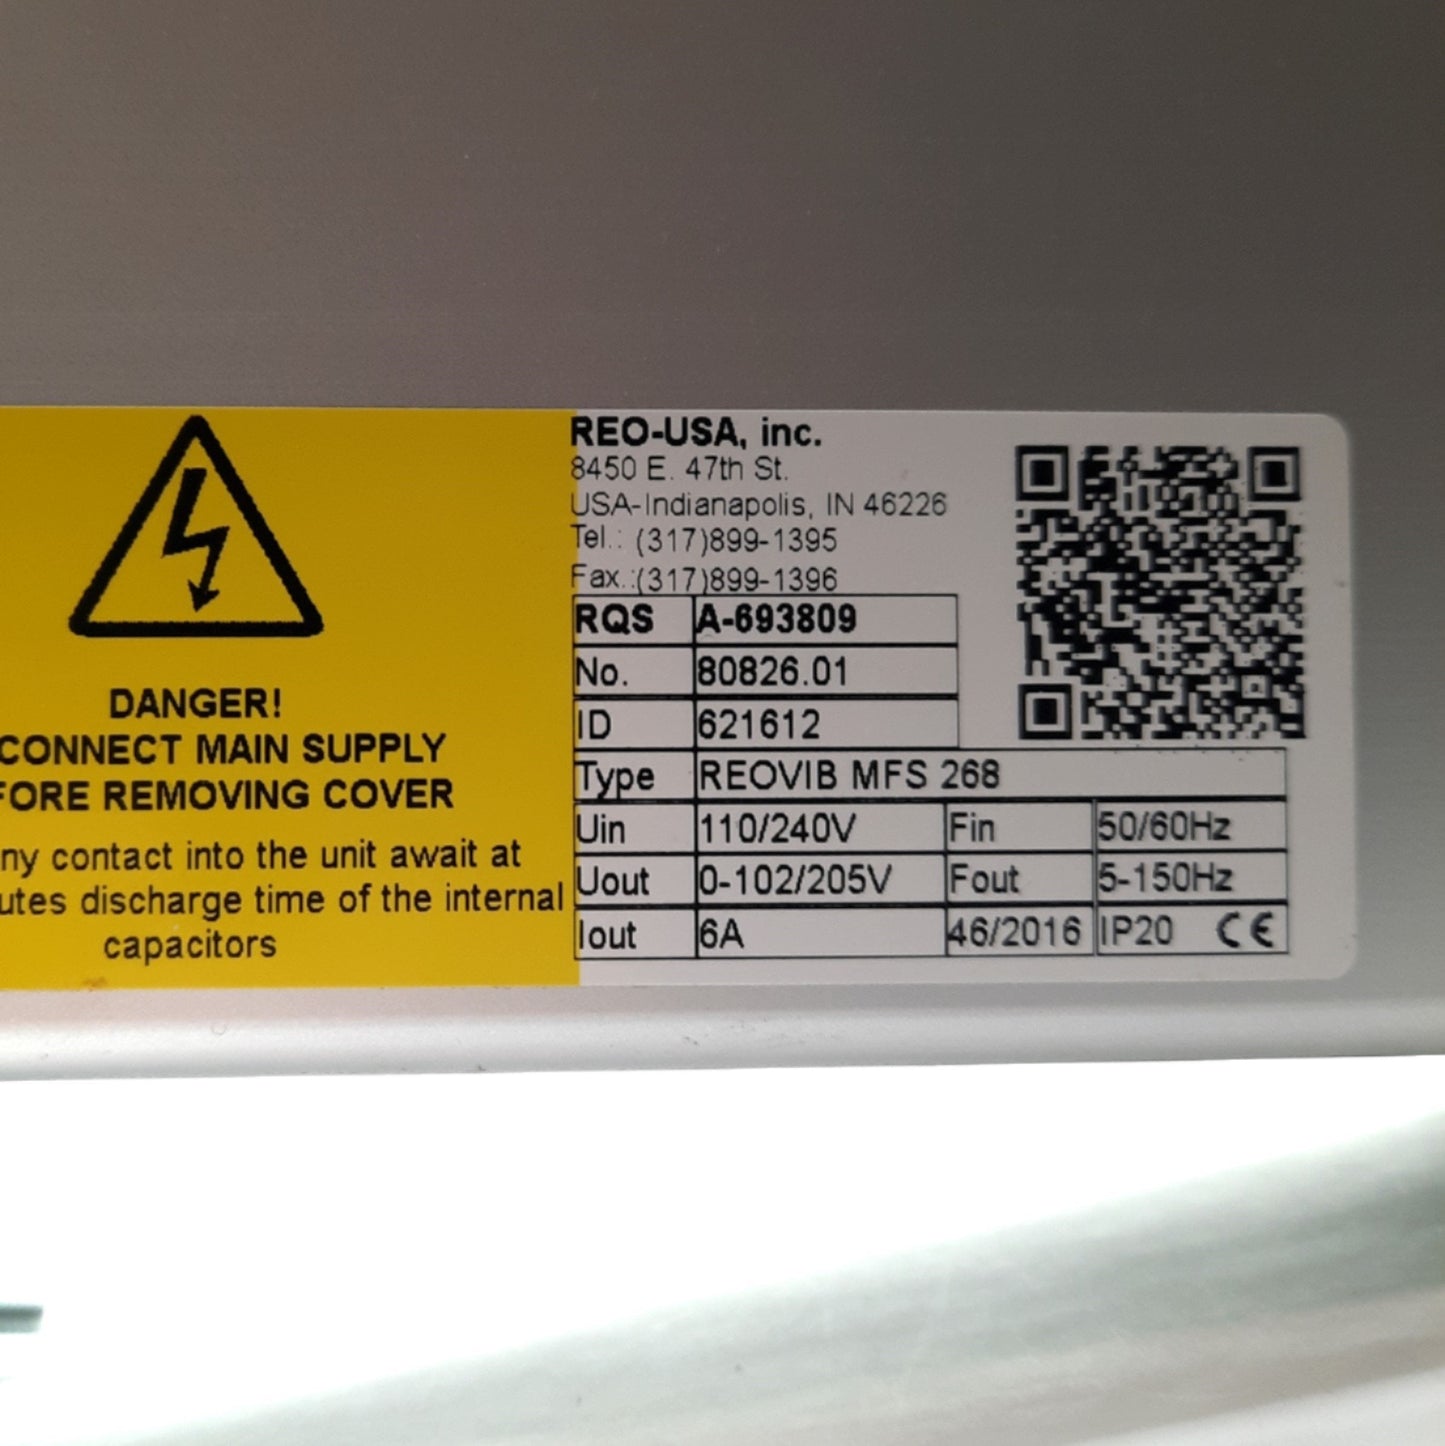 DANGER!
CONNECT MAIN SUPPLY
FORE REMOVING COVER
ny contact into the unit await at
utes discharge time of the internal
capacitors
REO-USA, inc.
8450 E. 47th St.
USA-Indianapolis, IN 46226
Tel.: (317)899-1395
Fax.:(317)899-1396
RQS A-693809
No. 80826.01
ID 621612
Type REOVIB MFS 268
Uin 110/240V Fin 50/60Hz
Uout 0-102/205V Fout 5-150Hz
Iout 6A 46/2016 IP20 CE